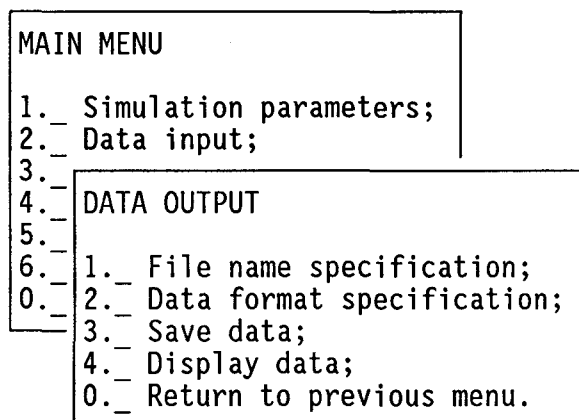 MAIN MENU
1._ Simulation parameters;
2._ Data input;
3._
4._
5._
6._
0._
DATA OUTPUT
1._ File name specification;
2._ Data format specification;
3._ Save data;
4._ Display data;
0._ Return to previous menu.